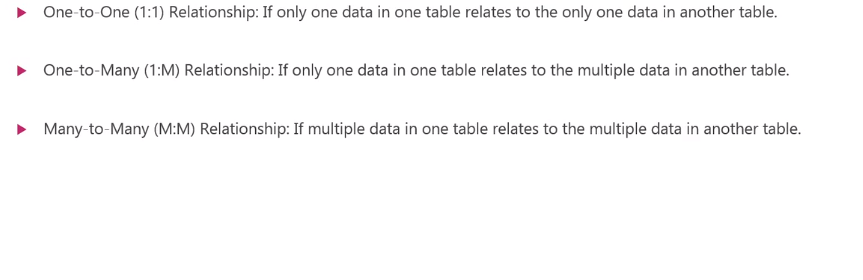 One-to-One (1:1) Relationship: If only one data in one table relates to the only one data in another table.
One-to-Many (1:M) Relationship: If only one data in one table relates to the multiple data in another table.
Many-to-Many (M:M) Relationship: If multiple data in one table relates to the multiple data in another table.